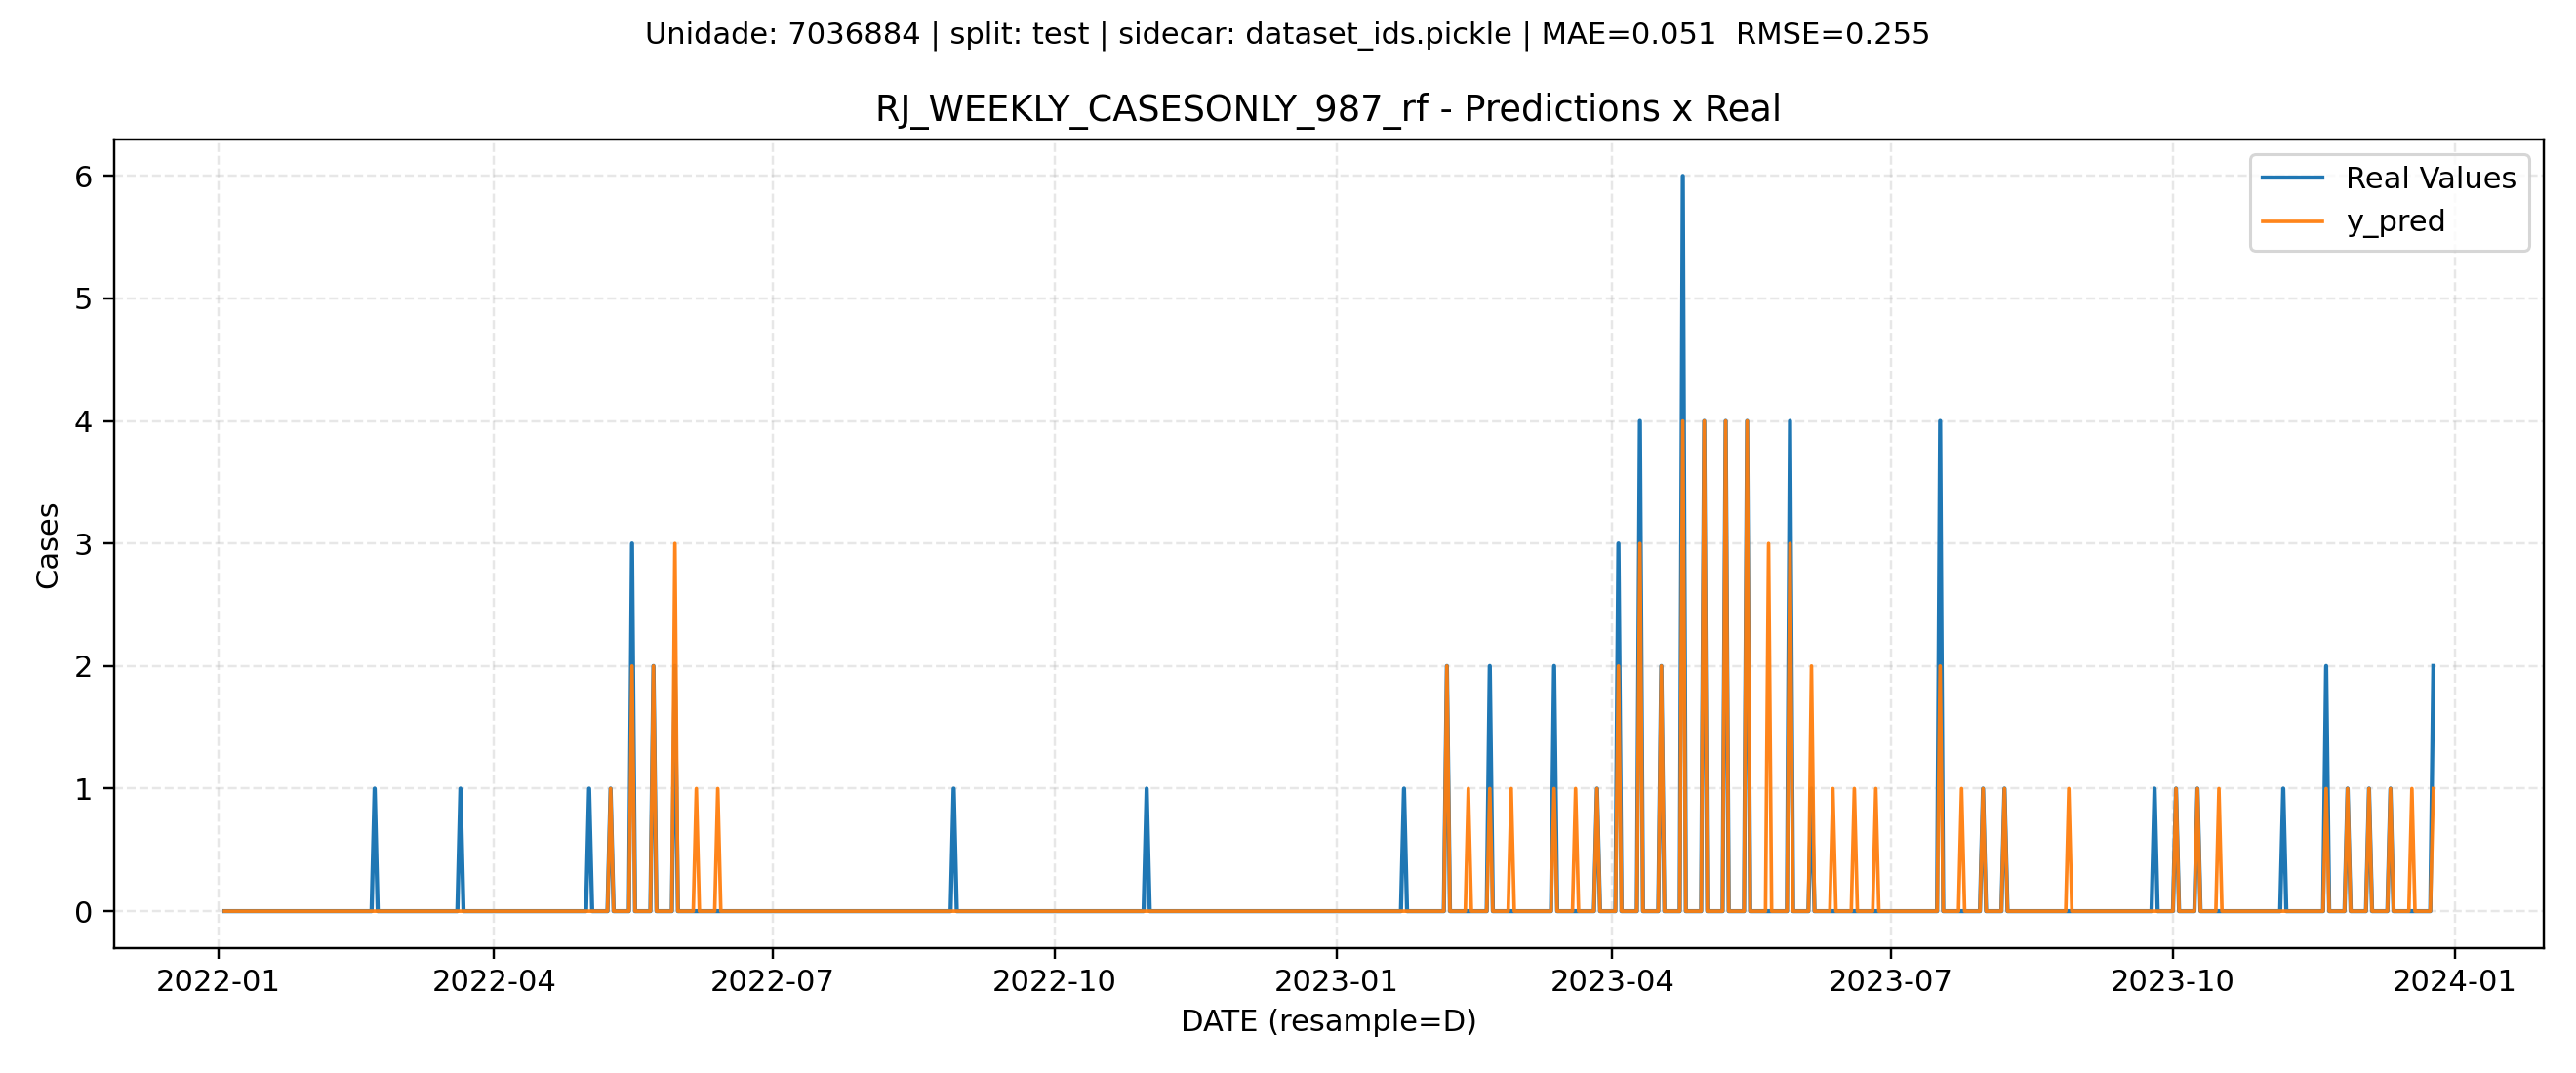 Unidade: 7036884 | split: test | sidecar: dataset_ids.pickle | MAE=0.051  RMSE=0.255
RJ_WEEKLY_CASESONLY_987_rf - Predictions x Real
Real Values
y_pred
6
5
4
3
2
1
0
Cases
2022-01 2022-04 2022-07 2022-10 2023-01 2023-04 2023-07 2023-10 2024-01
DATE (resample=D)